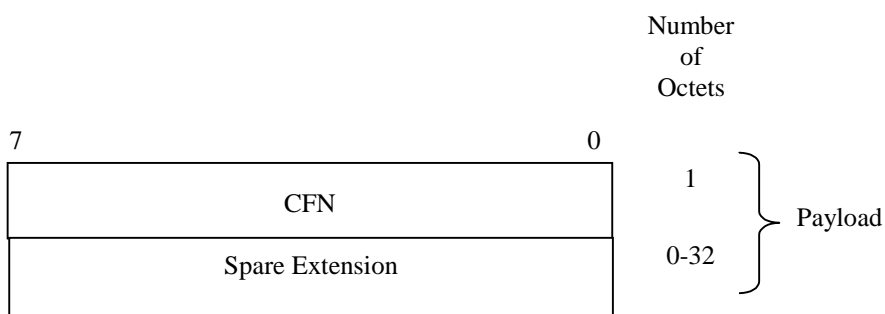 Number
of
Octets
7 0
CFN 1
Payload
Spare Extension 0-32